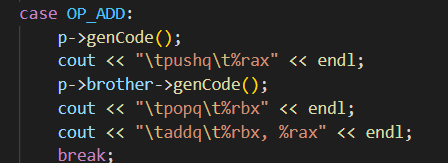 case OP_ADD:
p->genCode();
cout << "\tpushq\t%rax" << endl;
p->brother->genCode();
cout << "\tpopq\t%rbx" << endl;
cout << "\taddq\t%rbx, %rax" << endl;
break;